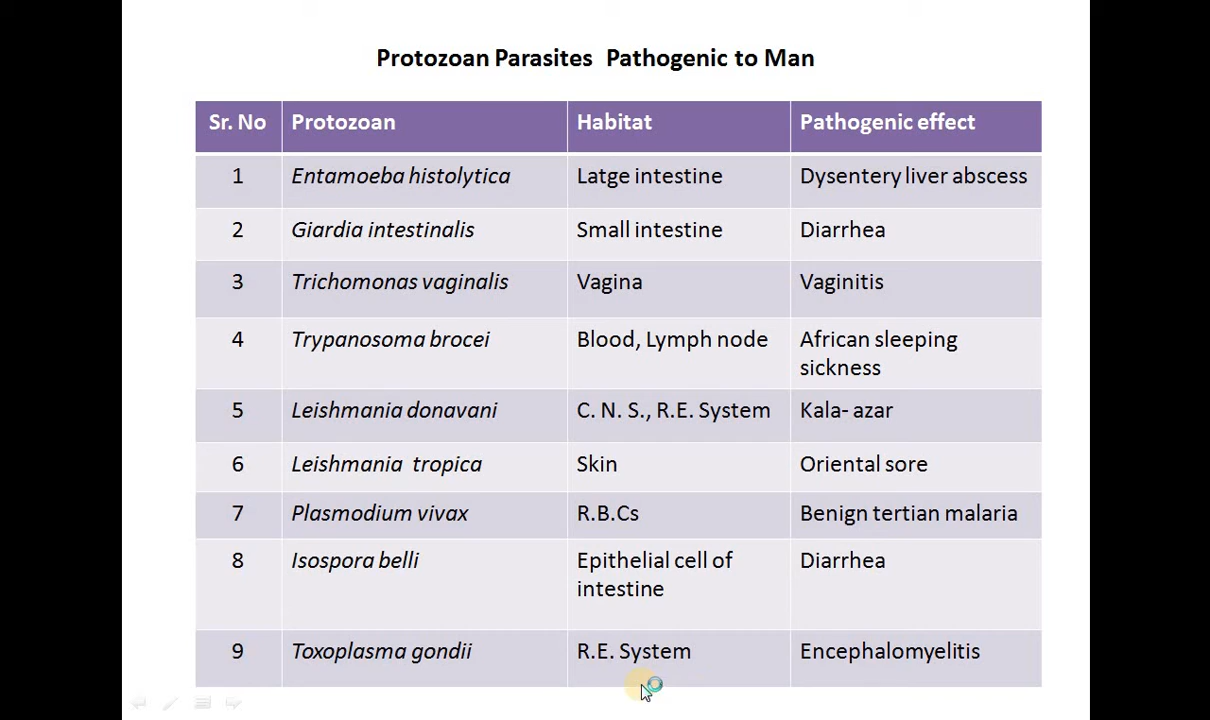 Protozoan Parasites Pathogenic to Man
Sr. No Protozoan Habitat Pathogenic effect
1 Entamoeba histolytica Latge intestine Dysentery liver abscess
2 Giardia intestinalis Small intestine Diarrhea
3 Trichomonas vaginalis Vagina Vaginitis
4 Trypanosoma brocei Blood, Lymph node African sleeping
sickness
5 Leishmania donavani C. N. S., R.E. System Kala- azar
6 Leishmania tropica Skin Oriental sore
7 Plasmodium vivax R.B.Cs Benign tertian malaria
8 Isospora belli Epithelial cell of Diarrhea
intestine
9 Toxoplasma gondii R.E. System Encephalomyelitis